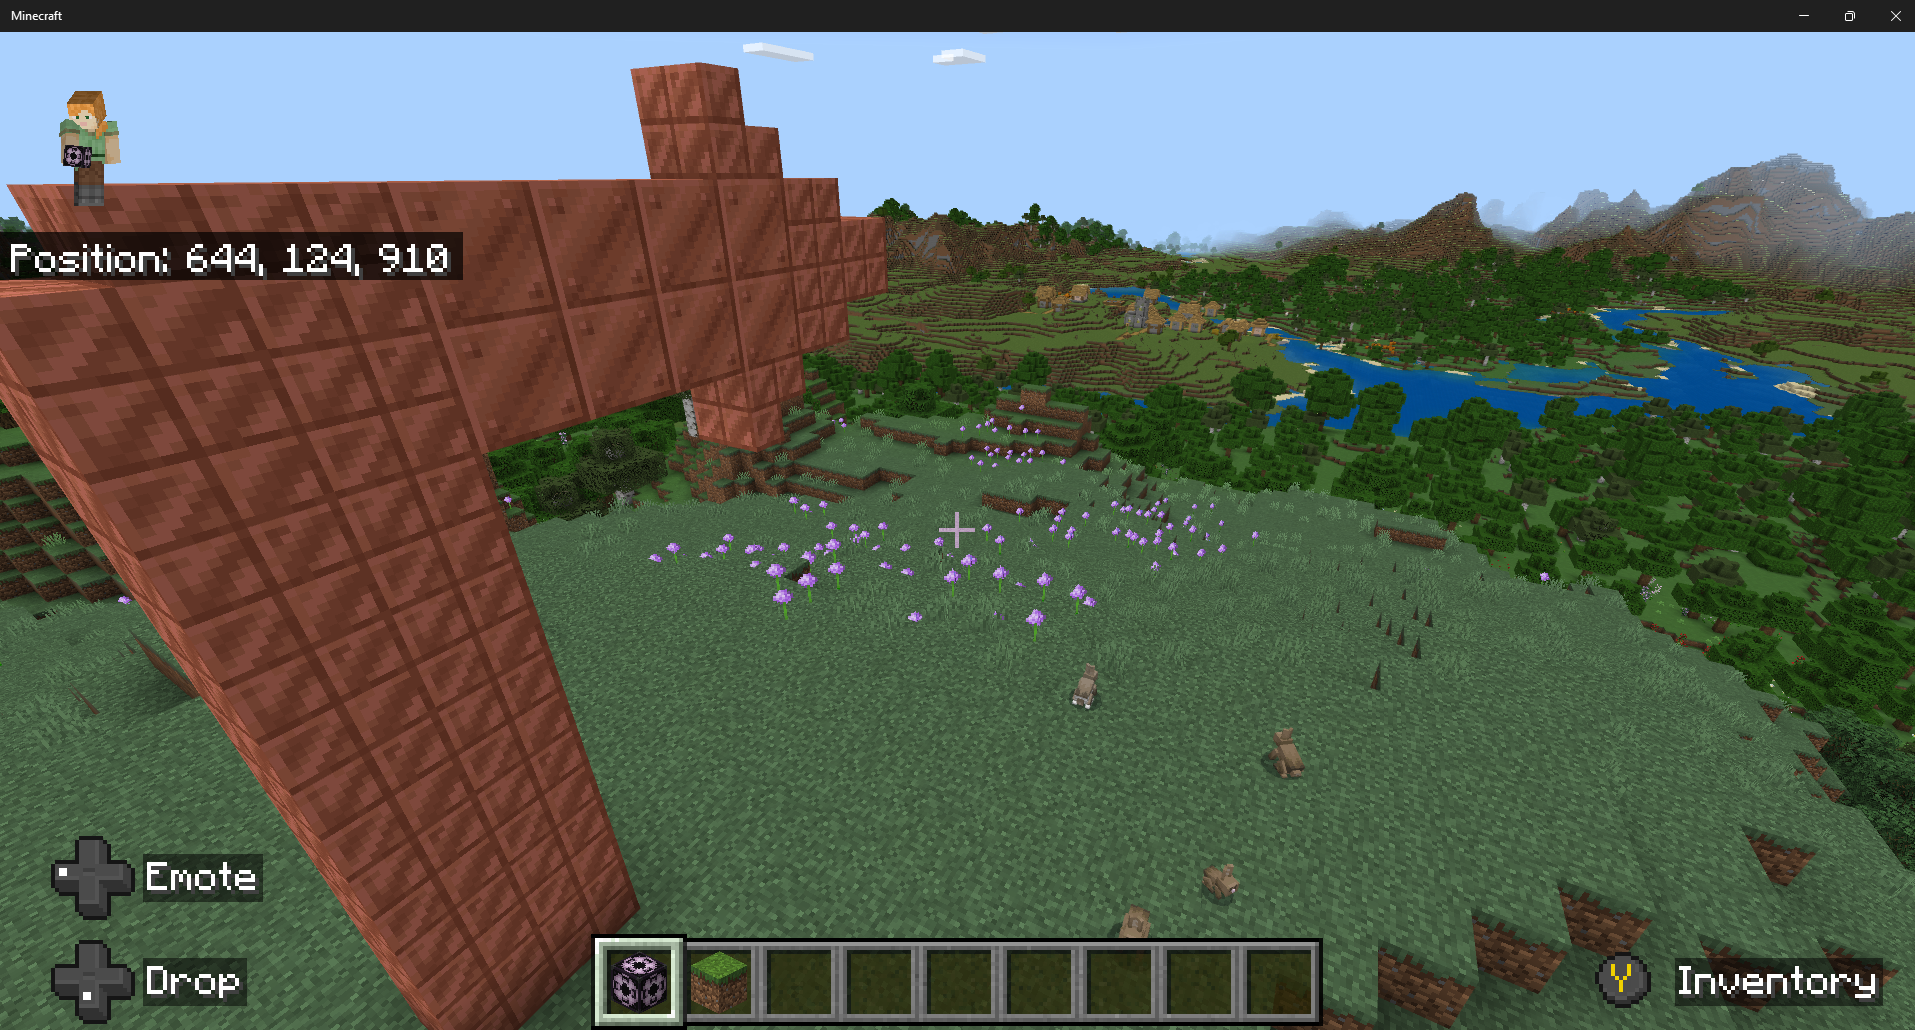 Minecraft
Position: 644, 124, 910
Emote
Drop
Y
Inventory